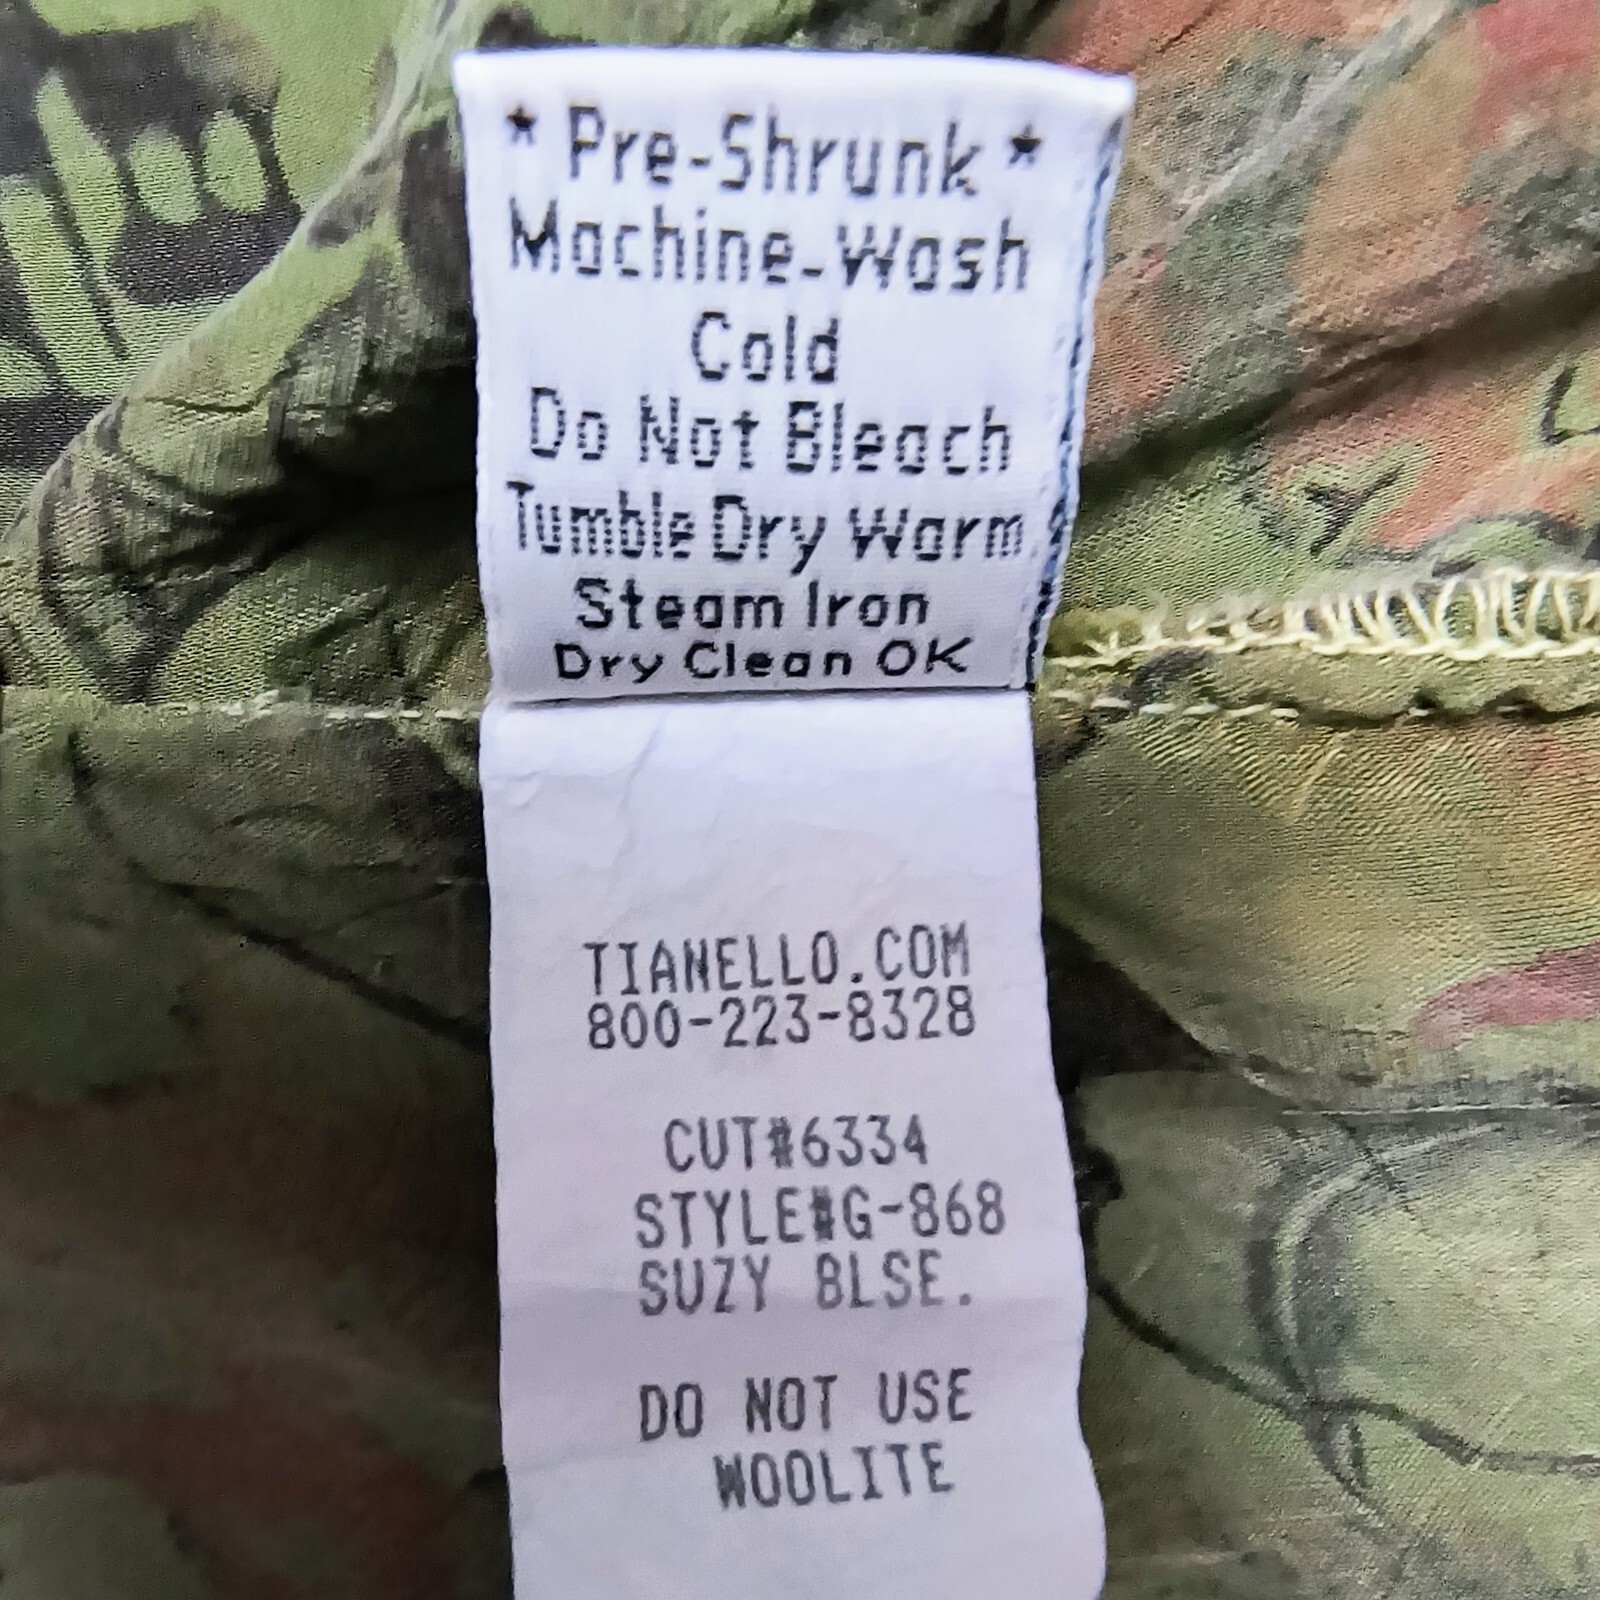 * Pre-Shrunk *
Machine-Wash
Cold
Do Not Bleach
Tumble Dry Warm
Steam Iron
Dry Clean OK
TIANELLO.COM
800-223-8328
CUT#6334
STYLE#G-868
SUZY BLSE.
DO NOT USE
WOOLITE